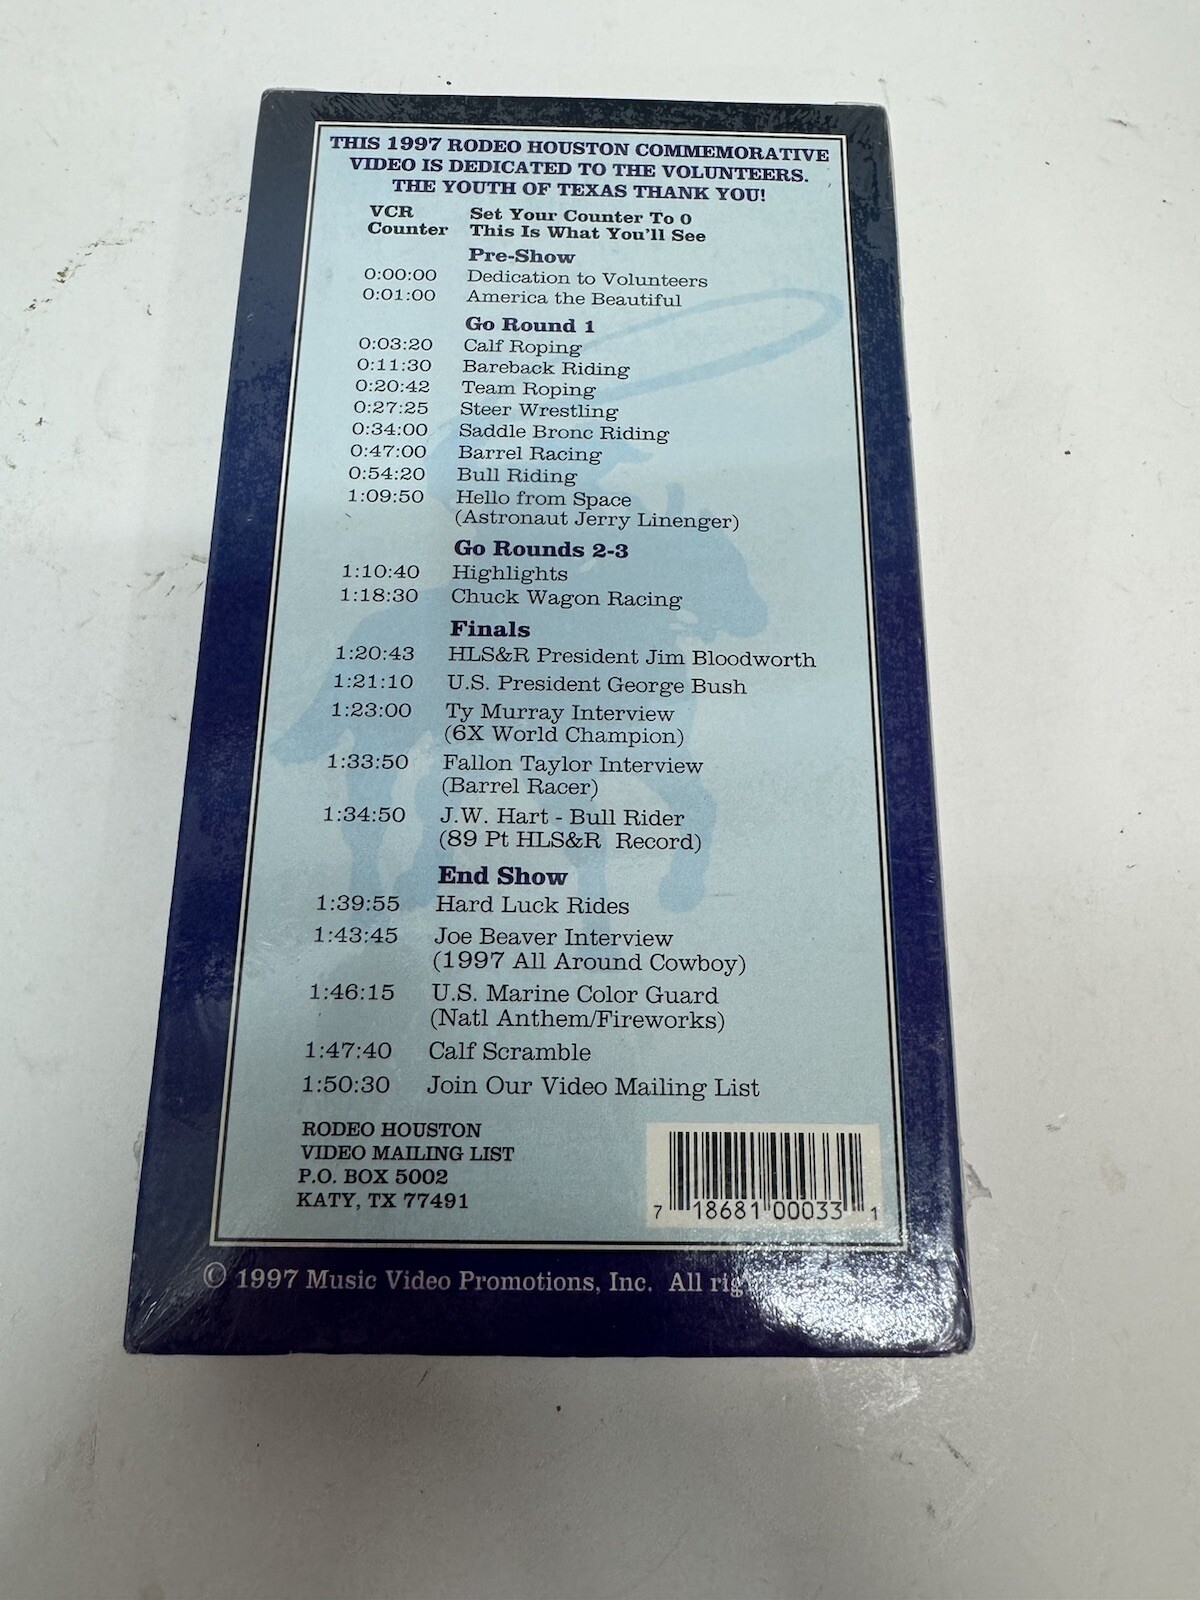 THIS 1997 RODEO HOUSTON COMMEMORATIVE
VIDEO IS DEDICATED TO THE VOLUNTEERS.
THE YOUTH OF TEXAS THANK YOU!
VCR Set Your Counter To 0
Counter This Is What You'll See
Pre-Show
0:00:00 Dedication to Volunteers
0:01:00 America the Beautiful
Go Round 1
0:03:20 Calf Roping
0:11:30 Bareback Riding
0:20:42 Team Roping
0:27:25 Steer Wrestling
0:34:00 Saddle Bronc Riding
0:47:00 Barrel Racing
0:54:20 Bull Riding
1:09:50 Hello from Space
(Astronaut Jerry Linenger)
Go Rounds 2-3
1:10:40 Highlights
1:18:30 Chuck Wagon Racing
Finals
1:20:43 HLS&R President Jim Bloodworth
1:21:10 U.S. President George Bush
1:23:00 Ty Murray Interview
(6X World Champion)
1:33:50 Fallon Taylor Interview
(Barrel Racer)
1:34:50 J.W. Hart - Bull Rider
(89 Pt HLS&R Record)
End Show
1:39:55 Hard Luck Rides
1:43:45 Joe Beaver Interview
(1997 All Around Cowboy)
1:46:15 U.S. Marine Color Guard
(Natl Anthem/Fireworks)
1:47:40 Calf Scramble
1:50:30 Join Our Video Mailing List
RODEO HOUSTON
VIDEO MAILING LIST
P.O. BOX 5002
KATY, TX 77491
7 18681 00033 1
© 1997 Music Video Promotions, Inc. All